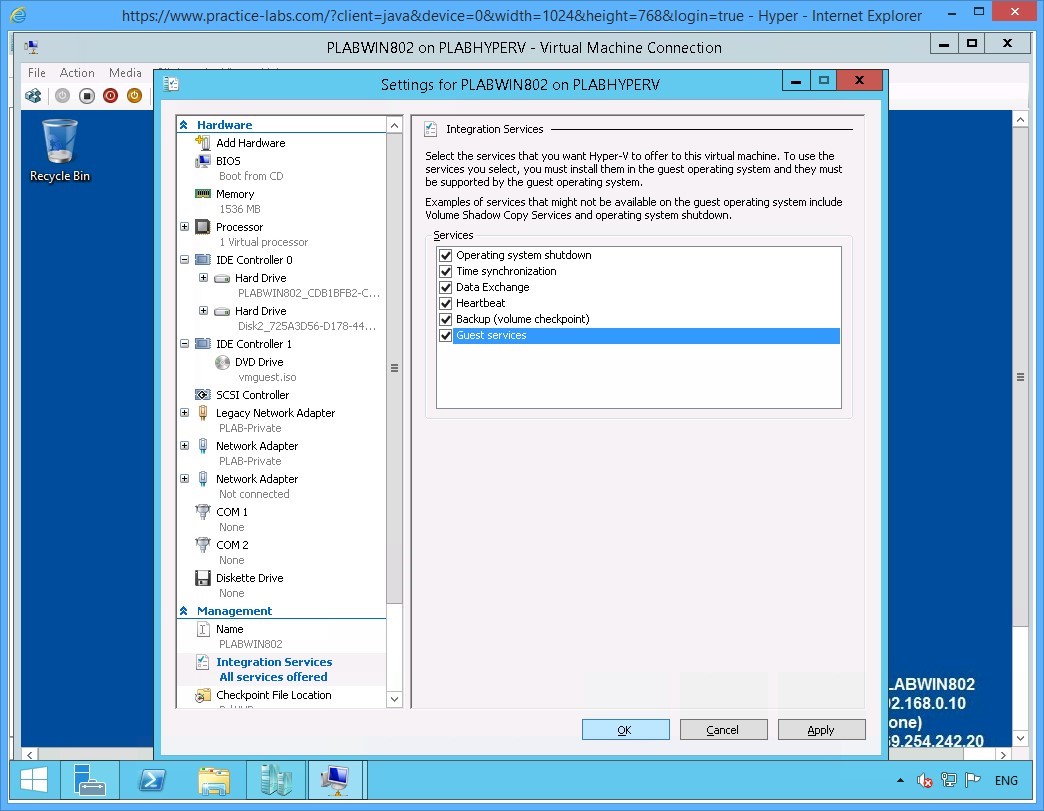 https://www.practice-labs.com/?client=java&device=0&width=1024&height=768&login=true - Hyper - Internet Explorer
PLABWIN802 on PLABHYPERV - Virtual Machine Connection
File Action Media
Settings for PLABWIN802 on PLABHYPERV
Recycle Bin
Hardware
Add Hardware
BIOS
Boot from CD
Memory
1536 MB
Processor
1 Virtual processor
IDE Controller 0
Hard Drive
PLABWIN802_CDB1BFB2-C...
Hard Drive
Disk2_725A3D56-D178-44...
IDE Controller 1
DVD Drive
vmguest.iso
SCSI Controller
Legacy Network Adapter
PLAB-Private
Network Adapter
PLAB-Private
Network Adapter
Not connected
COM 1
None
COM 2
None
Diskette Drive
None
Management
Name
PLABWIN802
Integration Services
All services offered
Checkpoint File Location
Integration Services
Select the services that you want Hyper-V to offer to this virtual machine. To use the
services you select, you must install them in the guest operating system and they must
be supported by the guest operating system.
Examples of services that might not be available on the guest operating system include
Volume Shadow Copy Services and operating system shutdown.
Services
Operating system shutdown
Time synchronization
Data Exchange
Heartbeat
Backup (volume checkpoint)
Guest services
OK Cancel Apply
LABWIN802
2.168.0.10
one)
9.254.242.20
ENG